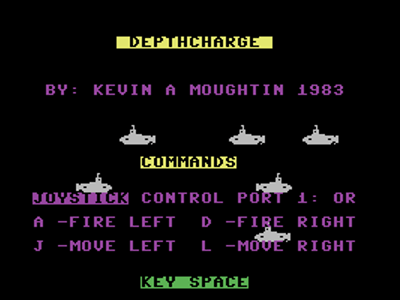 DEPTHCHARGE
BY: KEVIN A MOUGHTIN 1983
COMMANDS
JOYSTICK CONTROL PORT 1: OR
A -FIRE LEFT D -FIRE RIGHT
J -MOVE LEFT L -MOVE RIGHT
KEY SPACE